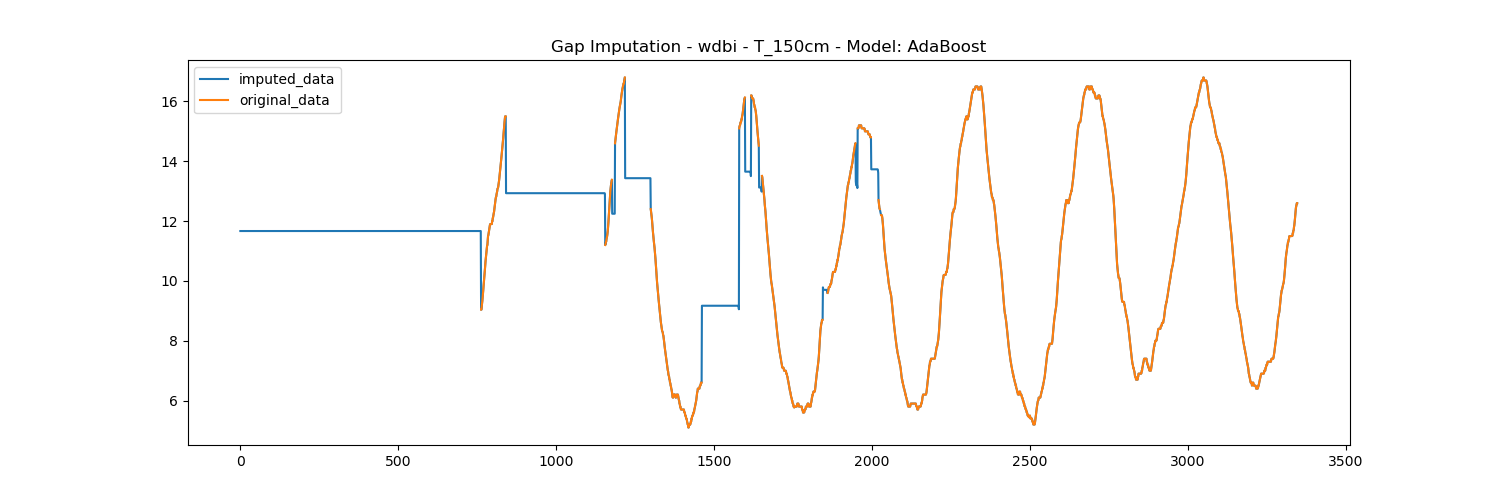 Gap Imputation - wdbi - T_150cm - Model: AdaBoost
imputed_data
original_data
16
14
12
10
8
6
0 500 1000 1500 2000 2500 3000 3500